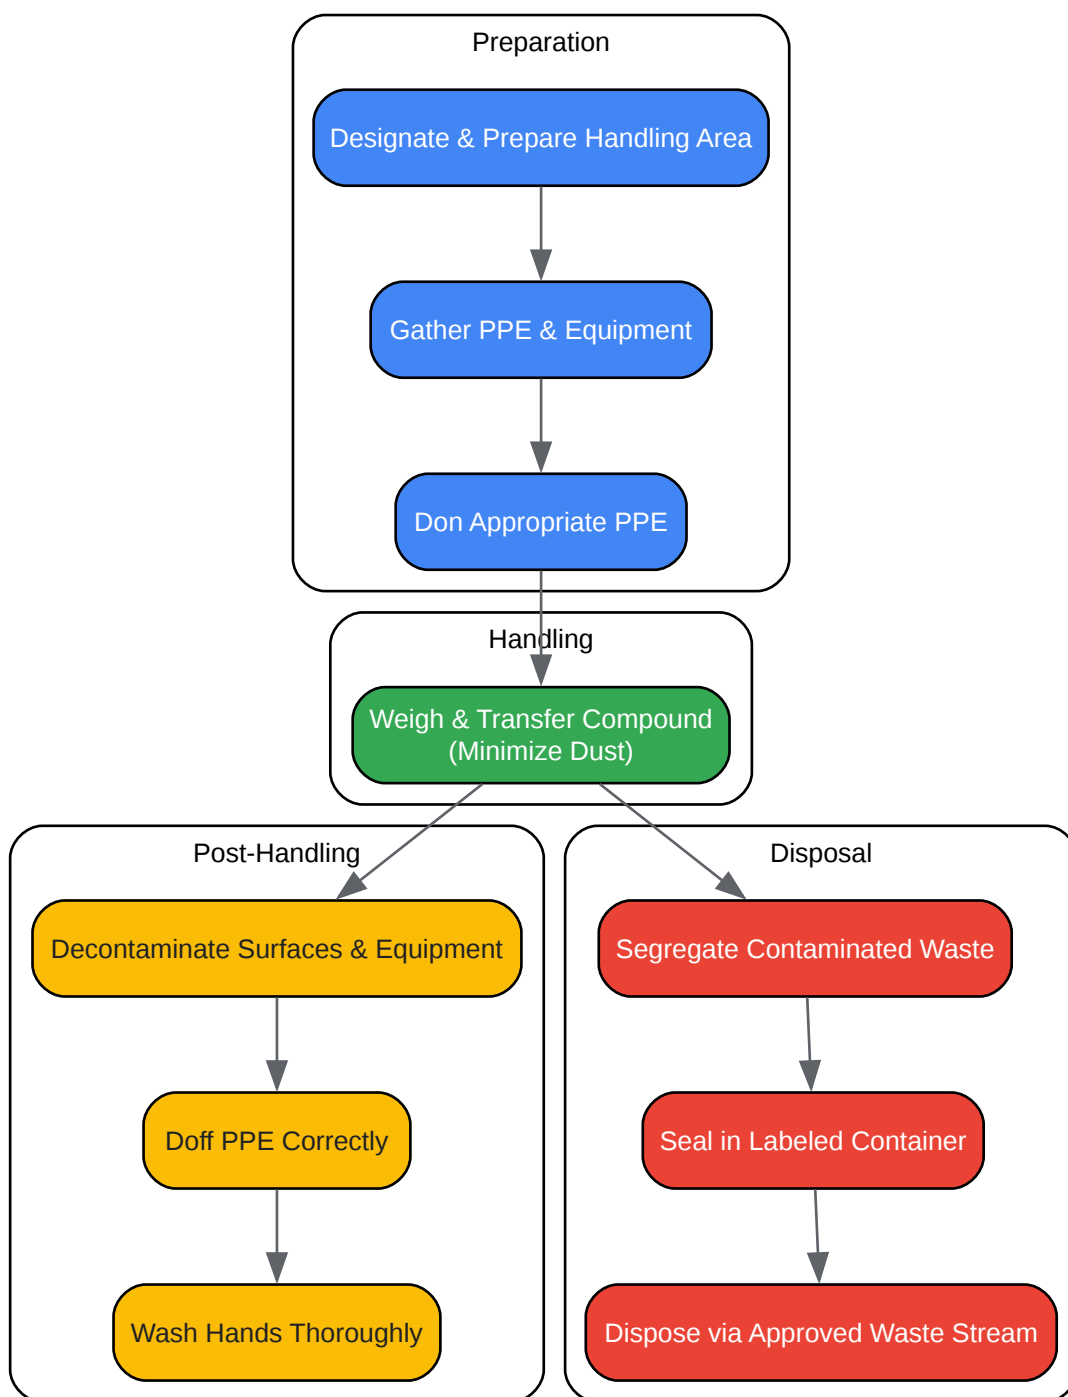 Preparation
Designate & Prepare Handling Area
Gather PPE & Equipment
Don Appropriate PPE
Handling
Weigh & Transfer Compound
(Minimize Dust)
Post-Handling
Decontaminate Surfaces & Equipment
Doff PPE Correctly
Wash Hands Thoroughly
Disposal
Segregate Contaminated Waste
Seal in Labeled Container
Dispose via Approved Waste Stream